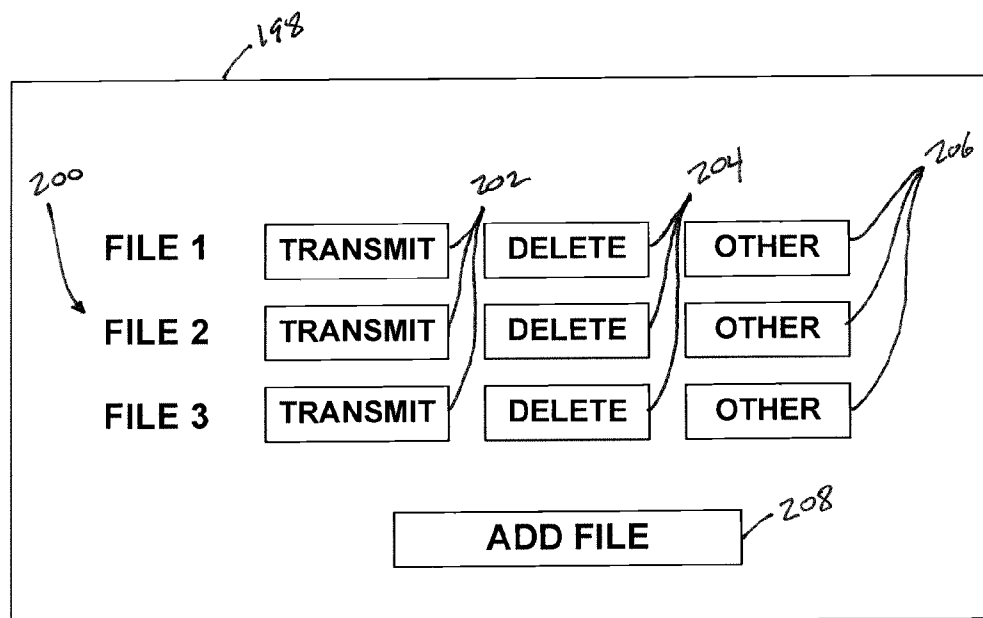 198
200 202 204 206
FILE 1 TRANSMIT DELETE OTHER
FILE 2 TRANSMIT DELETE OTHER
FILE 3 TRANSMIT DELETE OTHER
ADD FILE 208